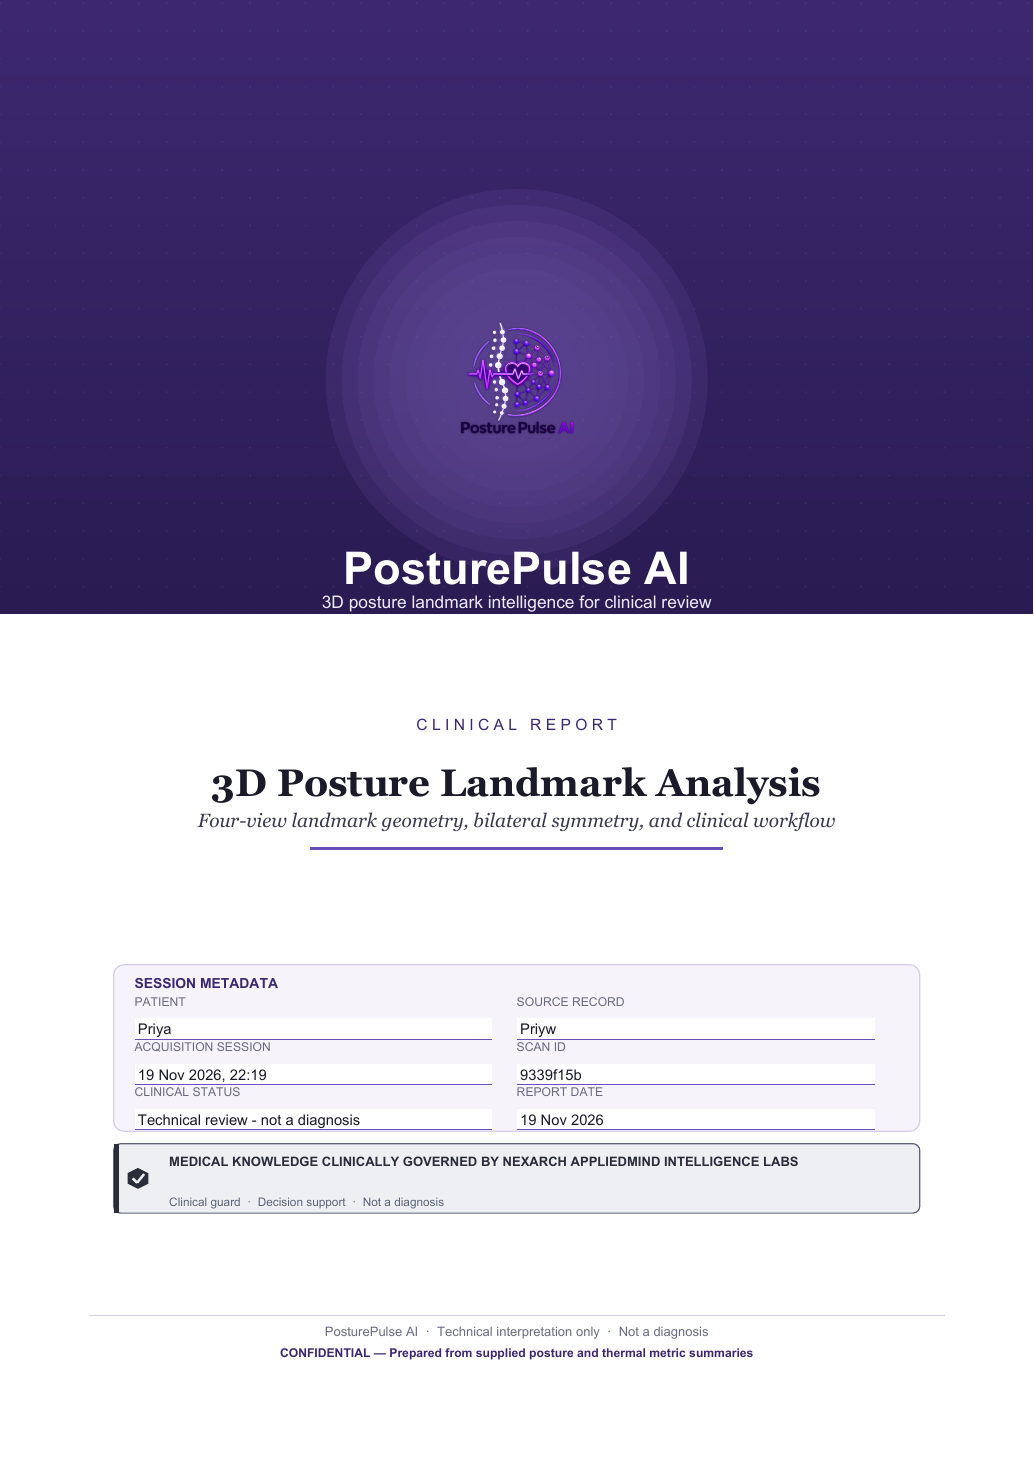 Posture Pulse AI
PosturePulse AI
3D posture landmark intelligence for clinical review
CLINICAL REPORT
3D Posture Landmark Analysis
Four-view landmark geometry, bilateral symmetry, and clinical workflow
SESSION METADATA
PATIENT
Priya
SOURCE RECORD
Priyw
ACQUISITION SESSION
19 Nov 2026, 22:19
SCAN ID
9339f15b
CLINICAL STATUS
Technical review - not a diagnosis
REPORT DATE
19 Nov 2026
MEDICAL KNOWLEDGE CLINICALLY GOVERNED BY NEXARCH APPLIEDMIND INTELLIGENCE LABS
Clinical guard · Decision support · Not a diagnosis
PosturePulse AI · Technical interpretation only · Not a diagnosis
CONFIDENTIAL — Prepared from supplied posture and thermal metric summaries